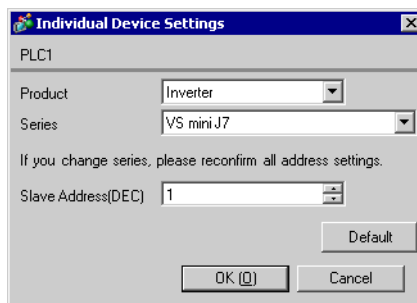 Individual Device Settings
PLC1
Product Inverter
Series VS mini J7
If you change series, please reconfirm all address settings.
Slave Address(DEC) 1
Default
OK (O) Cancel